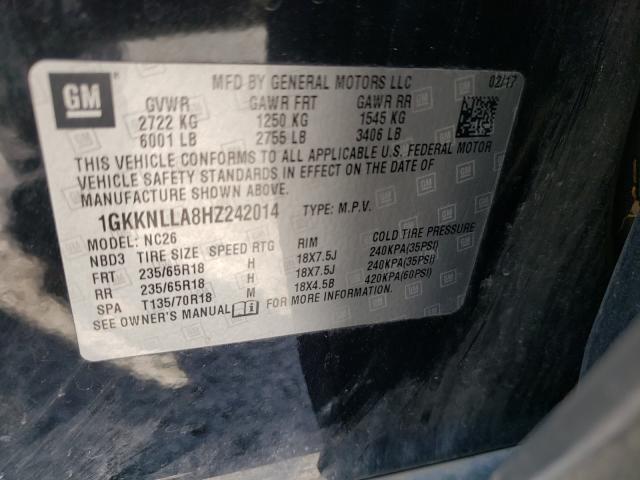 GM MFD BY GENERAL MOTORS LLC 02/17
GVWR GAWR FRT GAWR RR
2722 KG 1250 KG 1545 KG
6001 LB 2755 LB 3406 LB
THIS VEHICLE CONFORMS TO ALL APPLICABLE U.S. FEDERAL MOTOR
VEHICLE SAFETY STANDARDS IN EFFECT ON THE DATE OF
MANUFACTURE SHOWN ABOVE.
1GKKNLLA8HZ242014 TYPE: M.P.V.
MODEL: NC26
NBD3 TIRE SIZE SPEED RTG RIM COLD TIRE PRESSURE
FRT 235/65R18 H 18X7.5J 240KPA(35PSI)
RR 235/65R18 H 18X7.5J 240KPA(35PSI)
SPA T135/70R18 M 18X4.5B 420KPA(60PSI)
SEE OWNER'S MANUAL FOR MORE INFORMATION.